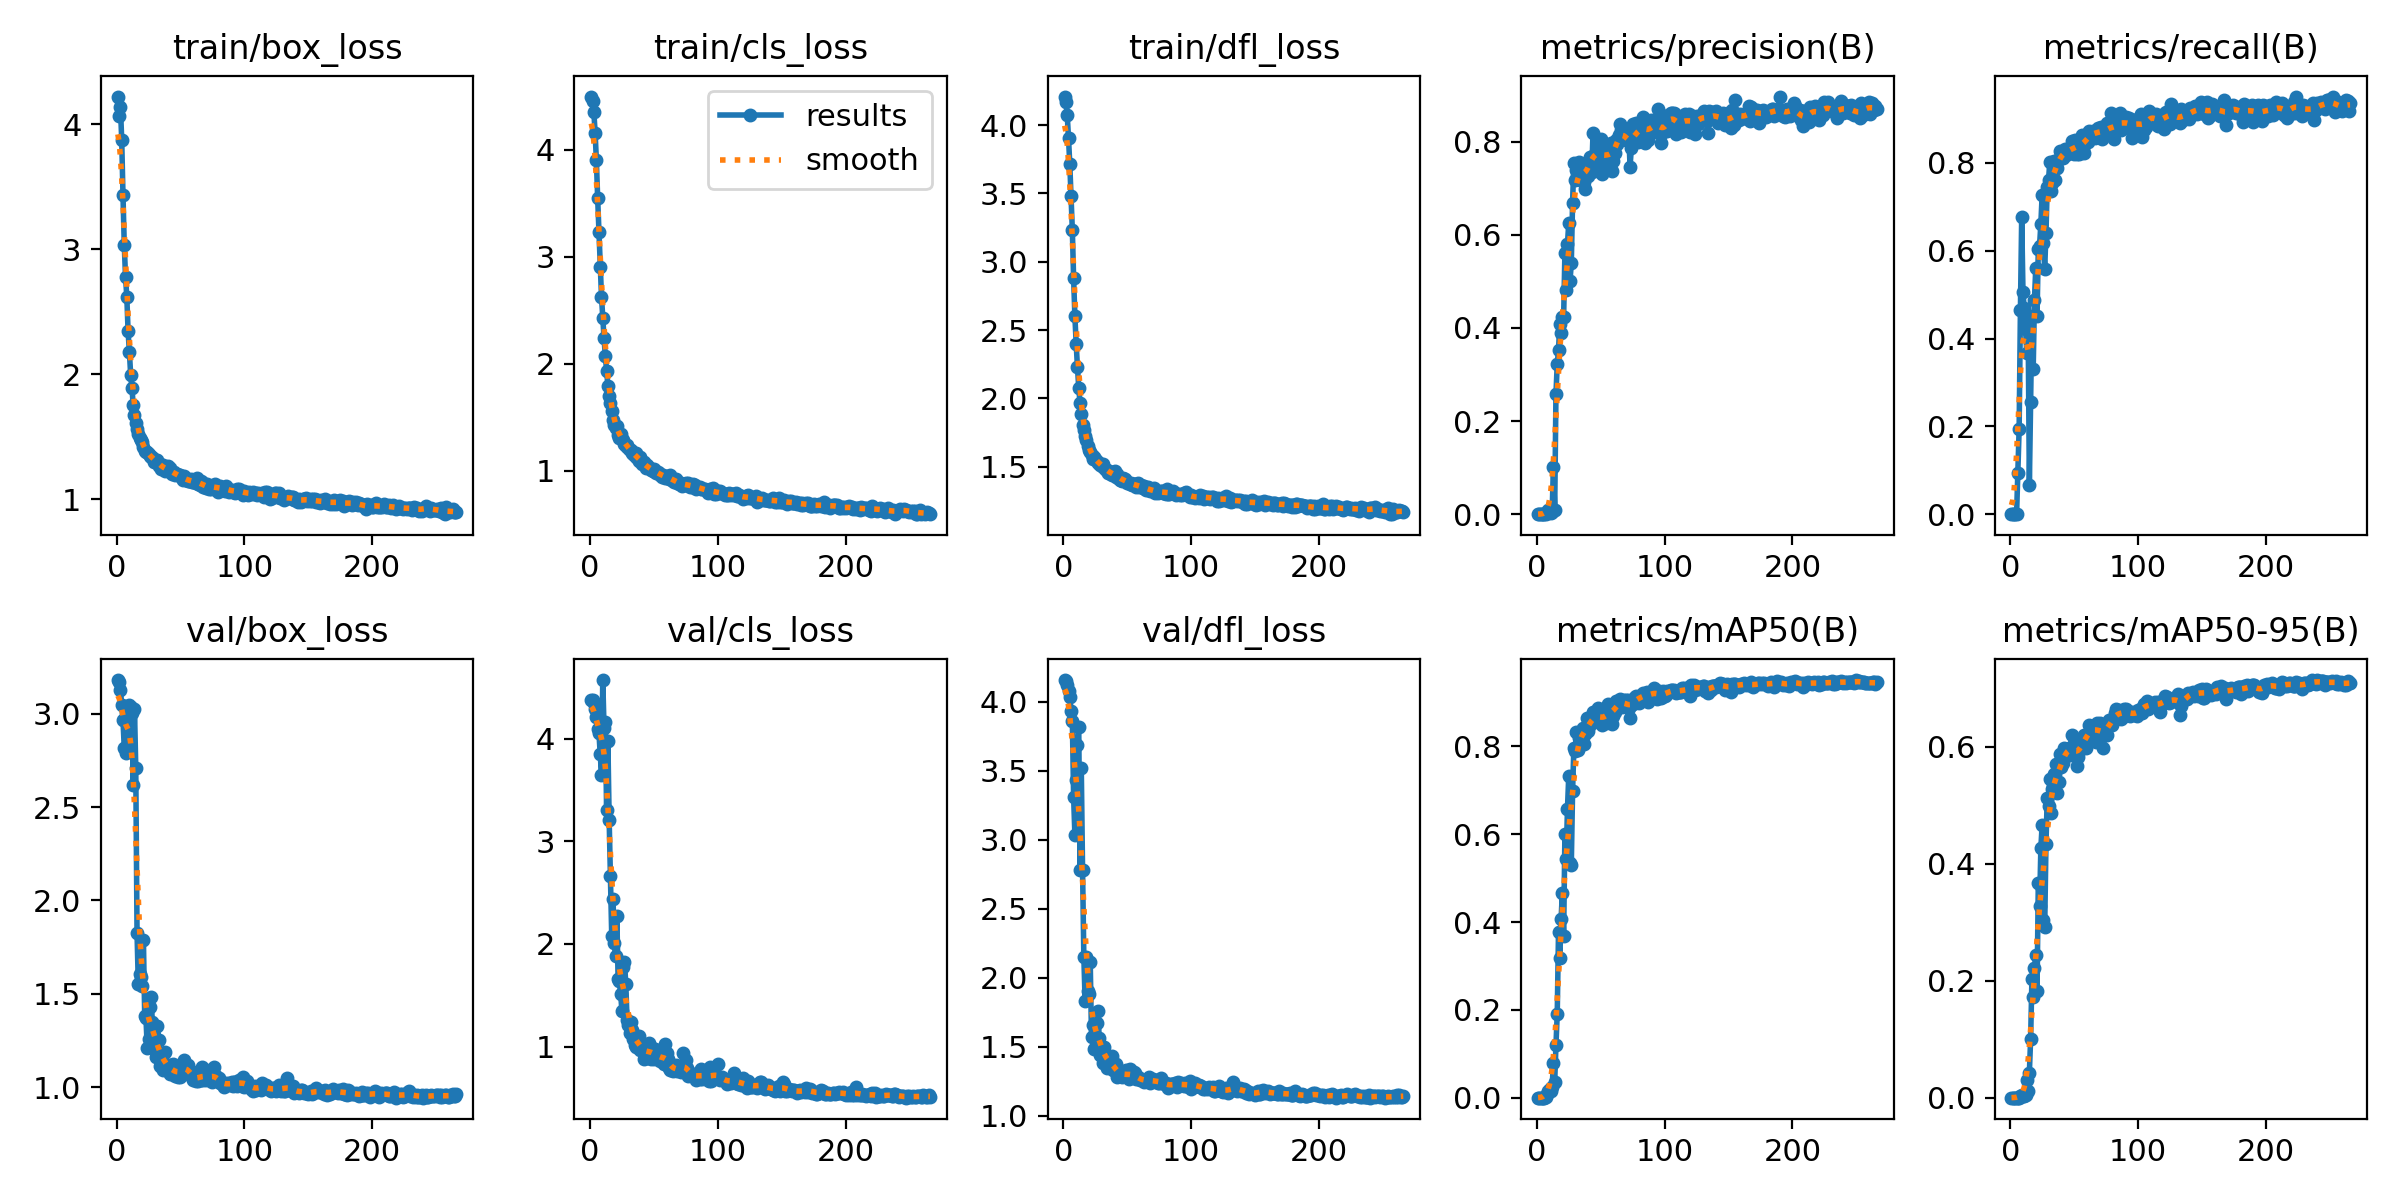 train/box_loss
4
3
2
1
0 100 200
train/cls_loss
results
smooth
4
3
2
1
0 100 200
train/dfl_loss
4.0
3.5
3.0
2.5
2.0
1.5
0 100 200
metrics/precision(B)
0.8
0.6
0.4
0.2
0.0
0 100 200
metrics/recall(B)
0.8
0.6
0.4
0.2
0.0
0 100 200
val/box_loss
3.0
2.5
2.0
1.5
1.0
0 100 200
val/cls_loss
4
3
2
1
0 100 200
val/dfl_loss
4.0
3.5
3.0
2.5
2.0
1.5
1.0
0 100 200
metrics/mAP50(B)
0.8
0.6
0.4
0.2
0.0
0 100 200
metrics/mAP50-95(B)
0.6
0.4
0.2
0.0
0 100 200